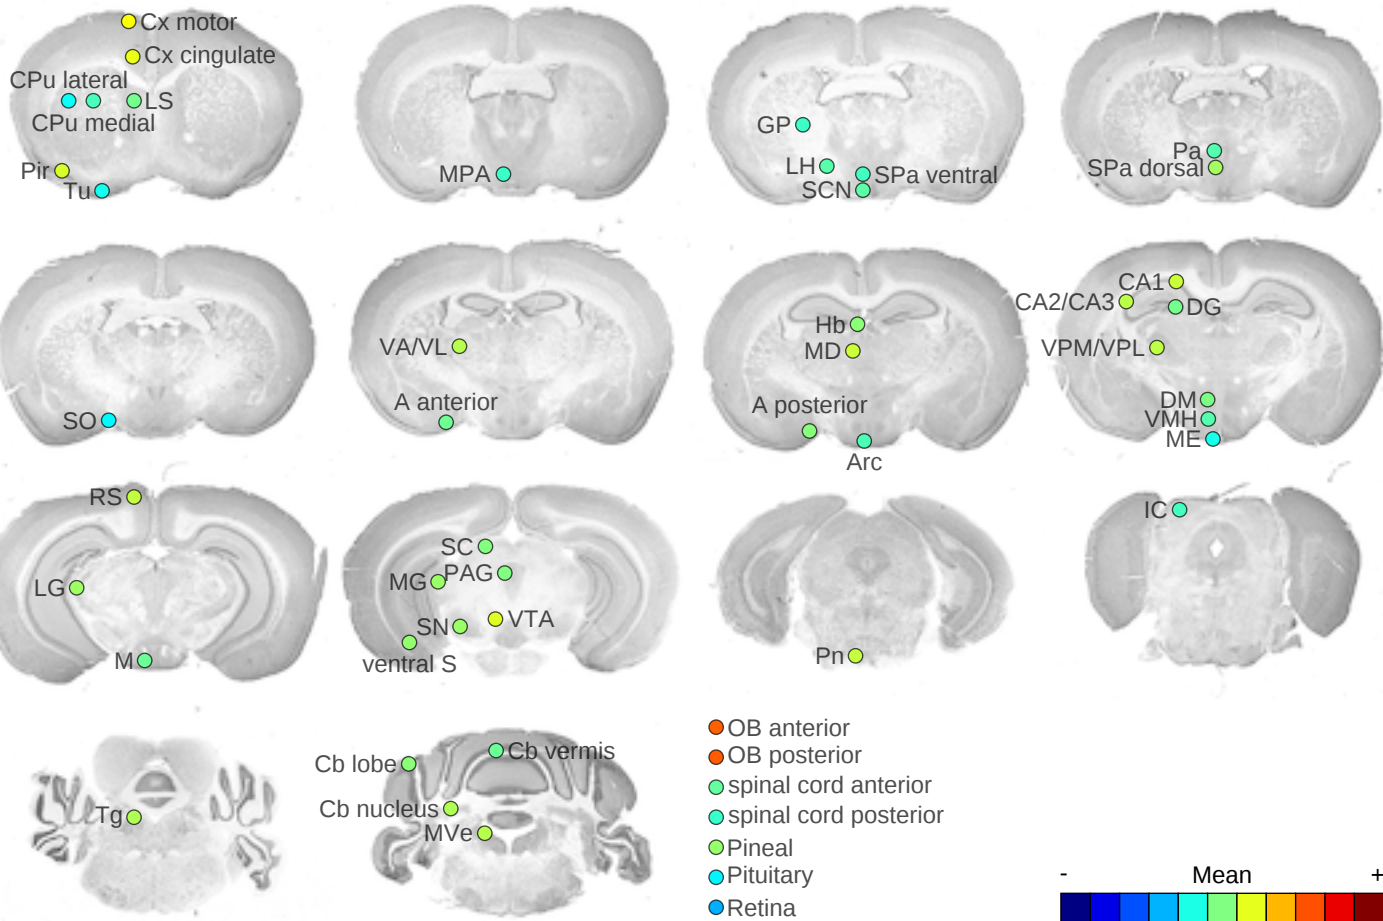 Cx motor
Cx cingulate
CPu lateral
LS
CPu medial
Pir
Tu
MPA
GP
LH
SPa ventral
SCN
Pa
SPa dorsal
SO
VA/VL
A anterior
Hb
MD
A posterior
Arc
CA1
CA2/CA3
DG
VPM/VPL
DM
VMH
ME
RS
LG
M
SC
PAG
MG
VTA
SN
ventral S
Pn
IC
Tg
Cb vermis
Cb lobe
Cb nucleus
MVe
OB anterior
OB posterior
spinal cord anterior
spinal cord posterior
Pineal
Pituitary
Retina
- Mean +